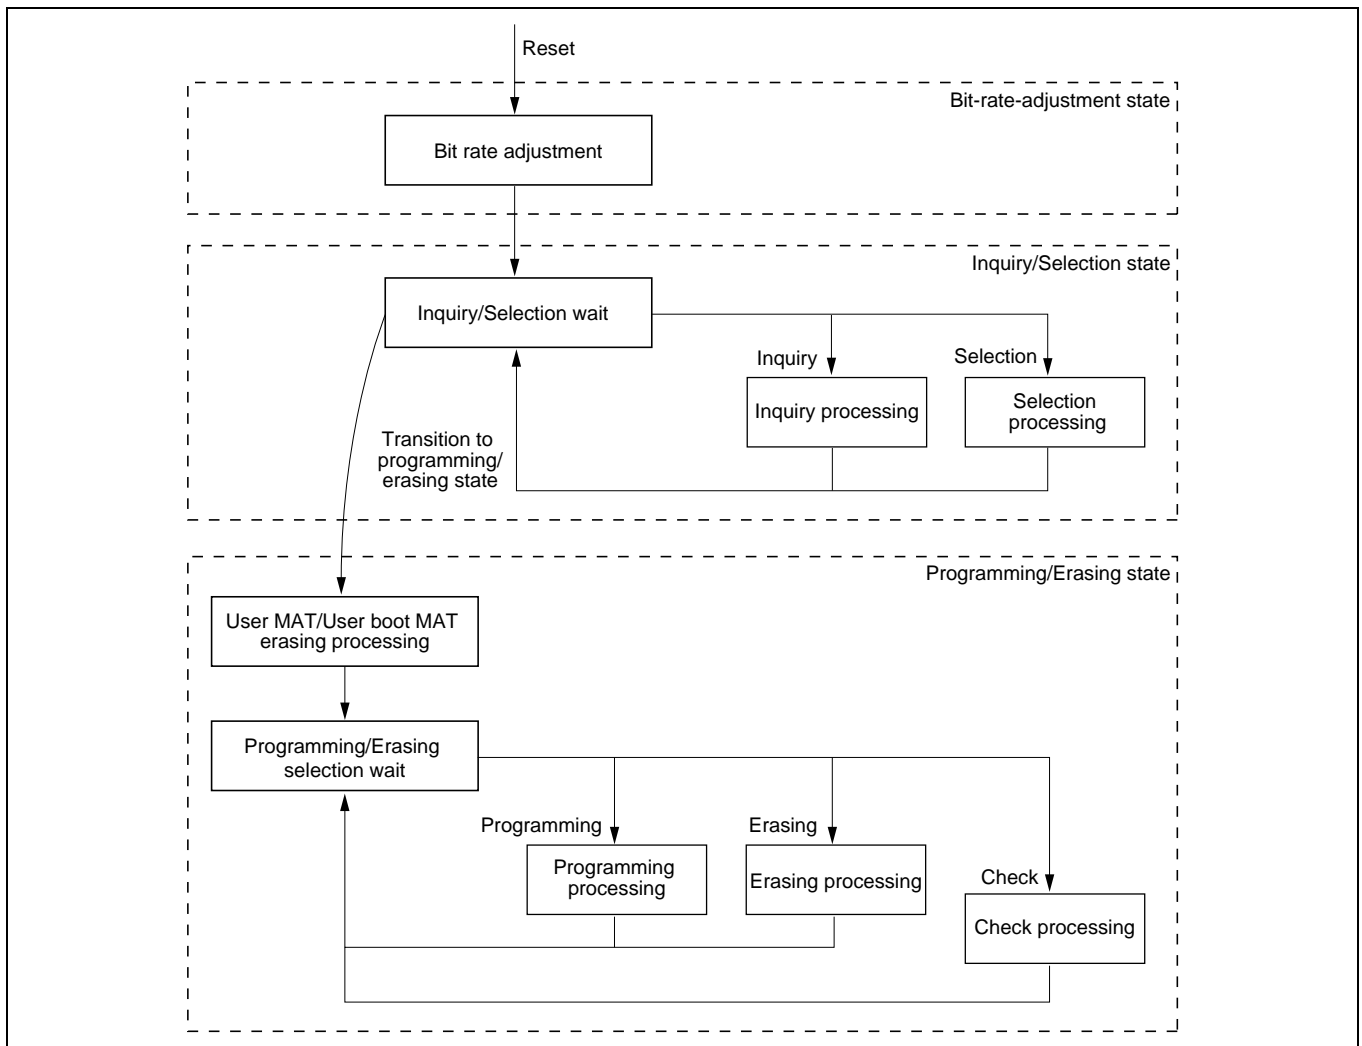 Reset
Bit-rate-adjustment state
Bit rate adjustment
Inquiry/Selection state
Inquiry/Selection wait
Inquiry
Selection
Inquiry processing
Selection
processing
Transition to
programming/
erasing state
Programming/Erasing state
User MAT/User boot MAT
erasing processing
Programming/Erasing
selection wait
Programming
Erasing
Programming
processing
Erasing processing
Check
Check processing